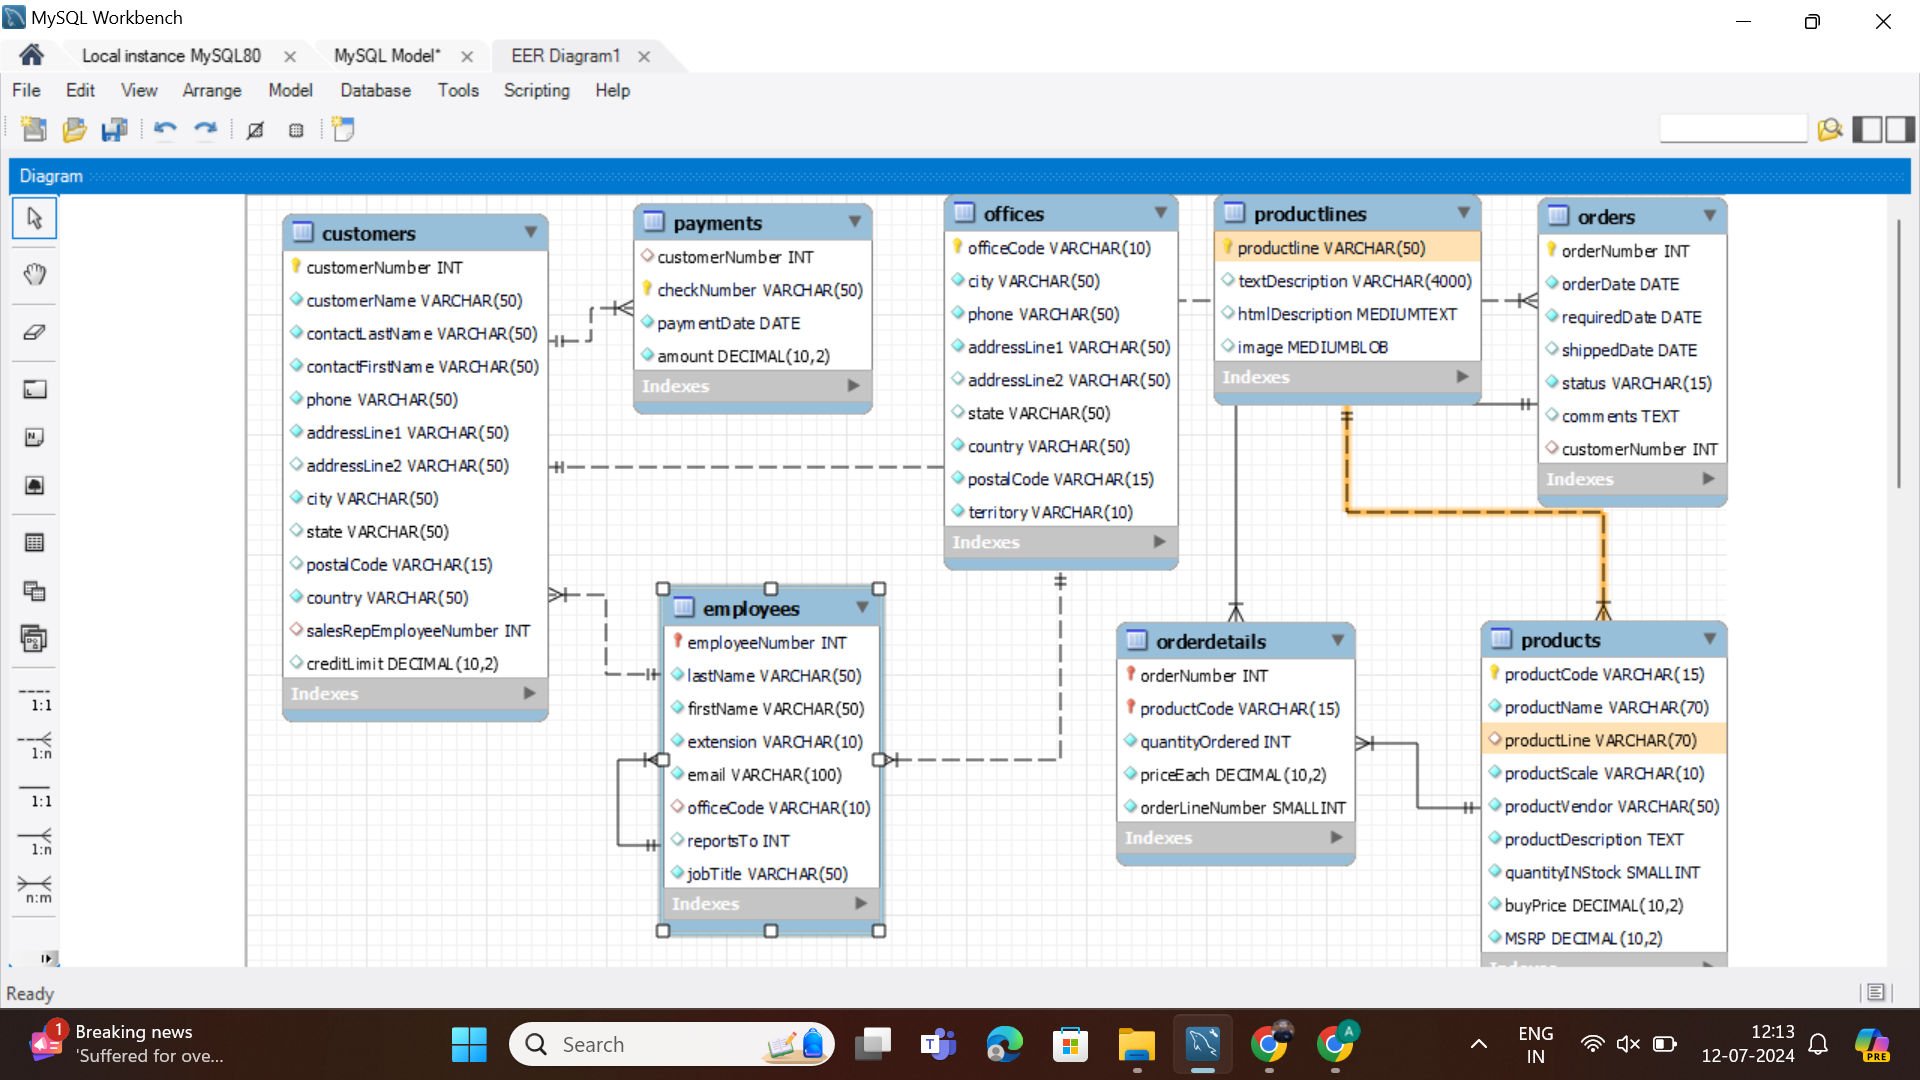 MySQL Workbench
Local instance MySQL80
MySQL Model*
EER Diagram1
File Edit View Arrange Model Database Tools Scripting Help
Diagram
customers
customerNumber INT
customerName VARCHAR(50)
contactLastName VARCHAR(50)
contactFirstName VARCHAR(50)
phone VARCHAR(50)
addressLine1 VARCHAR(50)
addressLine2 VARCHAR(50)
city VARCHAR(50)
state VARCHAR(50)
postalCode VARCHAR(15)
country VARCHAR(50)
salesRepEmployeeNumber INT
creditLimit DECIMAL(10,2)
Indexes
payments
customerNumber INT
checkNumber VARCHAR(50)
paymentDate DATE
amount DECIMAL(10,2)
Indexes
offices
officeCode VARCHAR(10)
city VARCHAR(50)
phone VARCHAR(50)
addressLine1 VARCHAR(50)
addressLine2 VARCHAR(50)
state VARCHAR(50)
country VARCHAR(50)
postalCode VARCHAR(15)
territory VARCHAR(10)
Indexes
productlines
productline VARCHAR(50)
textDescription VARCHAR(4000)
htmlDescription MEDIUMTEXT
image MEDIUMBLOB
Indexes
orders
orderNumber INT
orderDate DATE
requiredDate DATE
shippedDate DATE
status VARCHAR(15)
comments TEXT
customerNumber INT
Indexes
employees
employeeNumber INT
lastName VARCHAR(50)
firstName VARCHAR(50)
extension VARCHAR(10)
email VARCHAR(100)
officeCode VARCHAR(10)
reportsTo INT
jobTitle VARCHAR(50)
Indexes
orderdetails
orderNumber INT
productCode VARCHAR(15)
quantityOrdered INT
priceEach DECIMAL(10,2)
orderLineNumber SMALLINT
Indexes
products
productCode VARCHAR(15)
productName VARCHAR(70)
productLine VARCHAR(70)
productScale VARCHAR(10)
productVendor VARCHAR(50)
productDescription TEXT
quantityINStock SMALLINT
buyPrice DECIMAL(10,2)
MSRP DECIMAL(10,2)
Indexes
1:1
1:n
1:1
1:n
n:m
Ready
1
Breaking news
'Suffered for ove...
Search
T
A
ENG
IN
12:13
12-07-2024
PRE